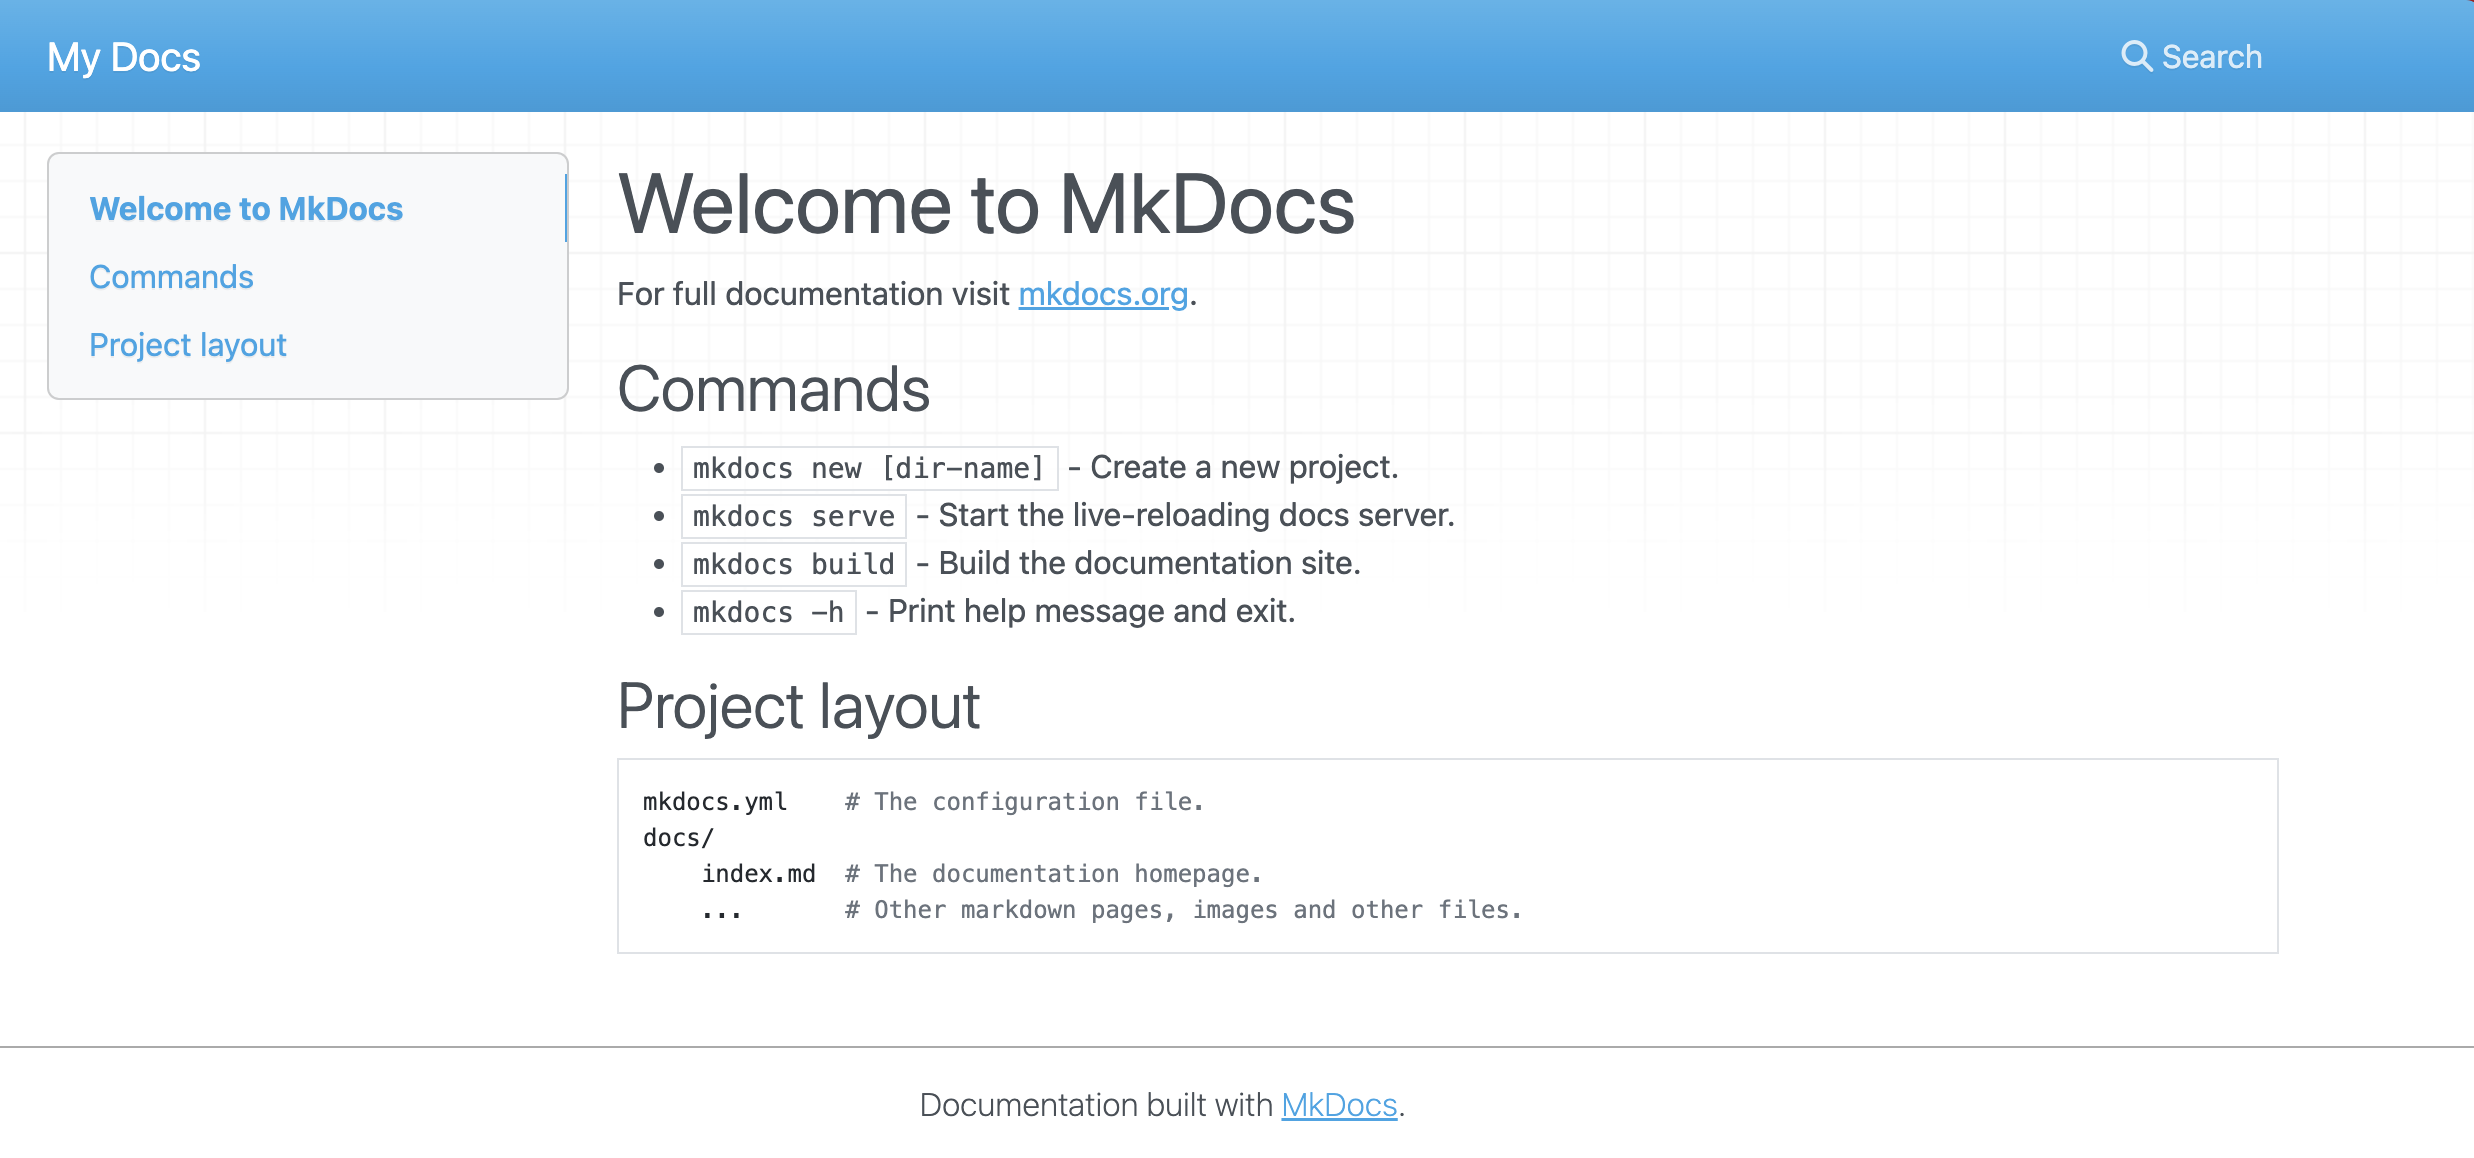 My Docs
Search
Welcome to MkDocs
Commands
Project layout
Welcome to MkDocs
For full documentation visit mkdocs.org.
Commands
mkdocs new [dir-name] - Create a new project.
mkdocs serve - Start the live-reloading docs server.
mkdocs build - Build the documentation site.
mkdocs -h - Print help message and exit.
Project layout
mkdocs.yml    # The configuration file.
docs/
    index.md  # The documentation homepage.
    ...       # Other markdown pages, images and other files.
Documentation built with MkDocs.